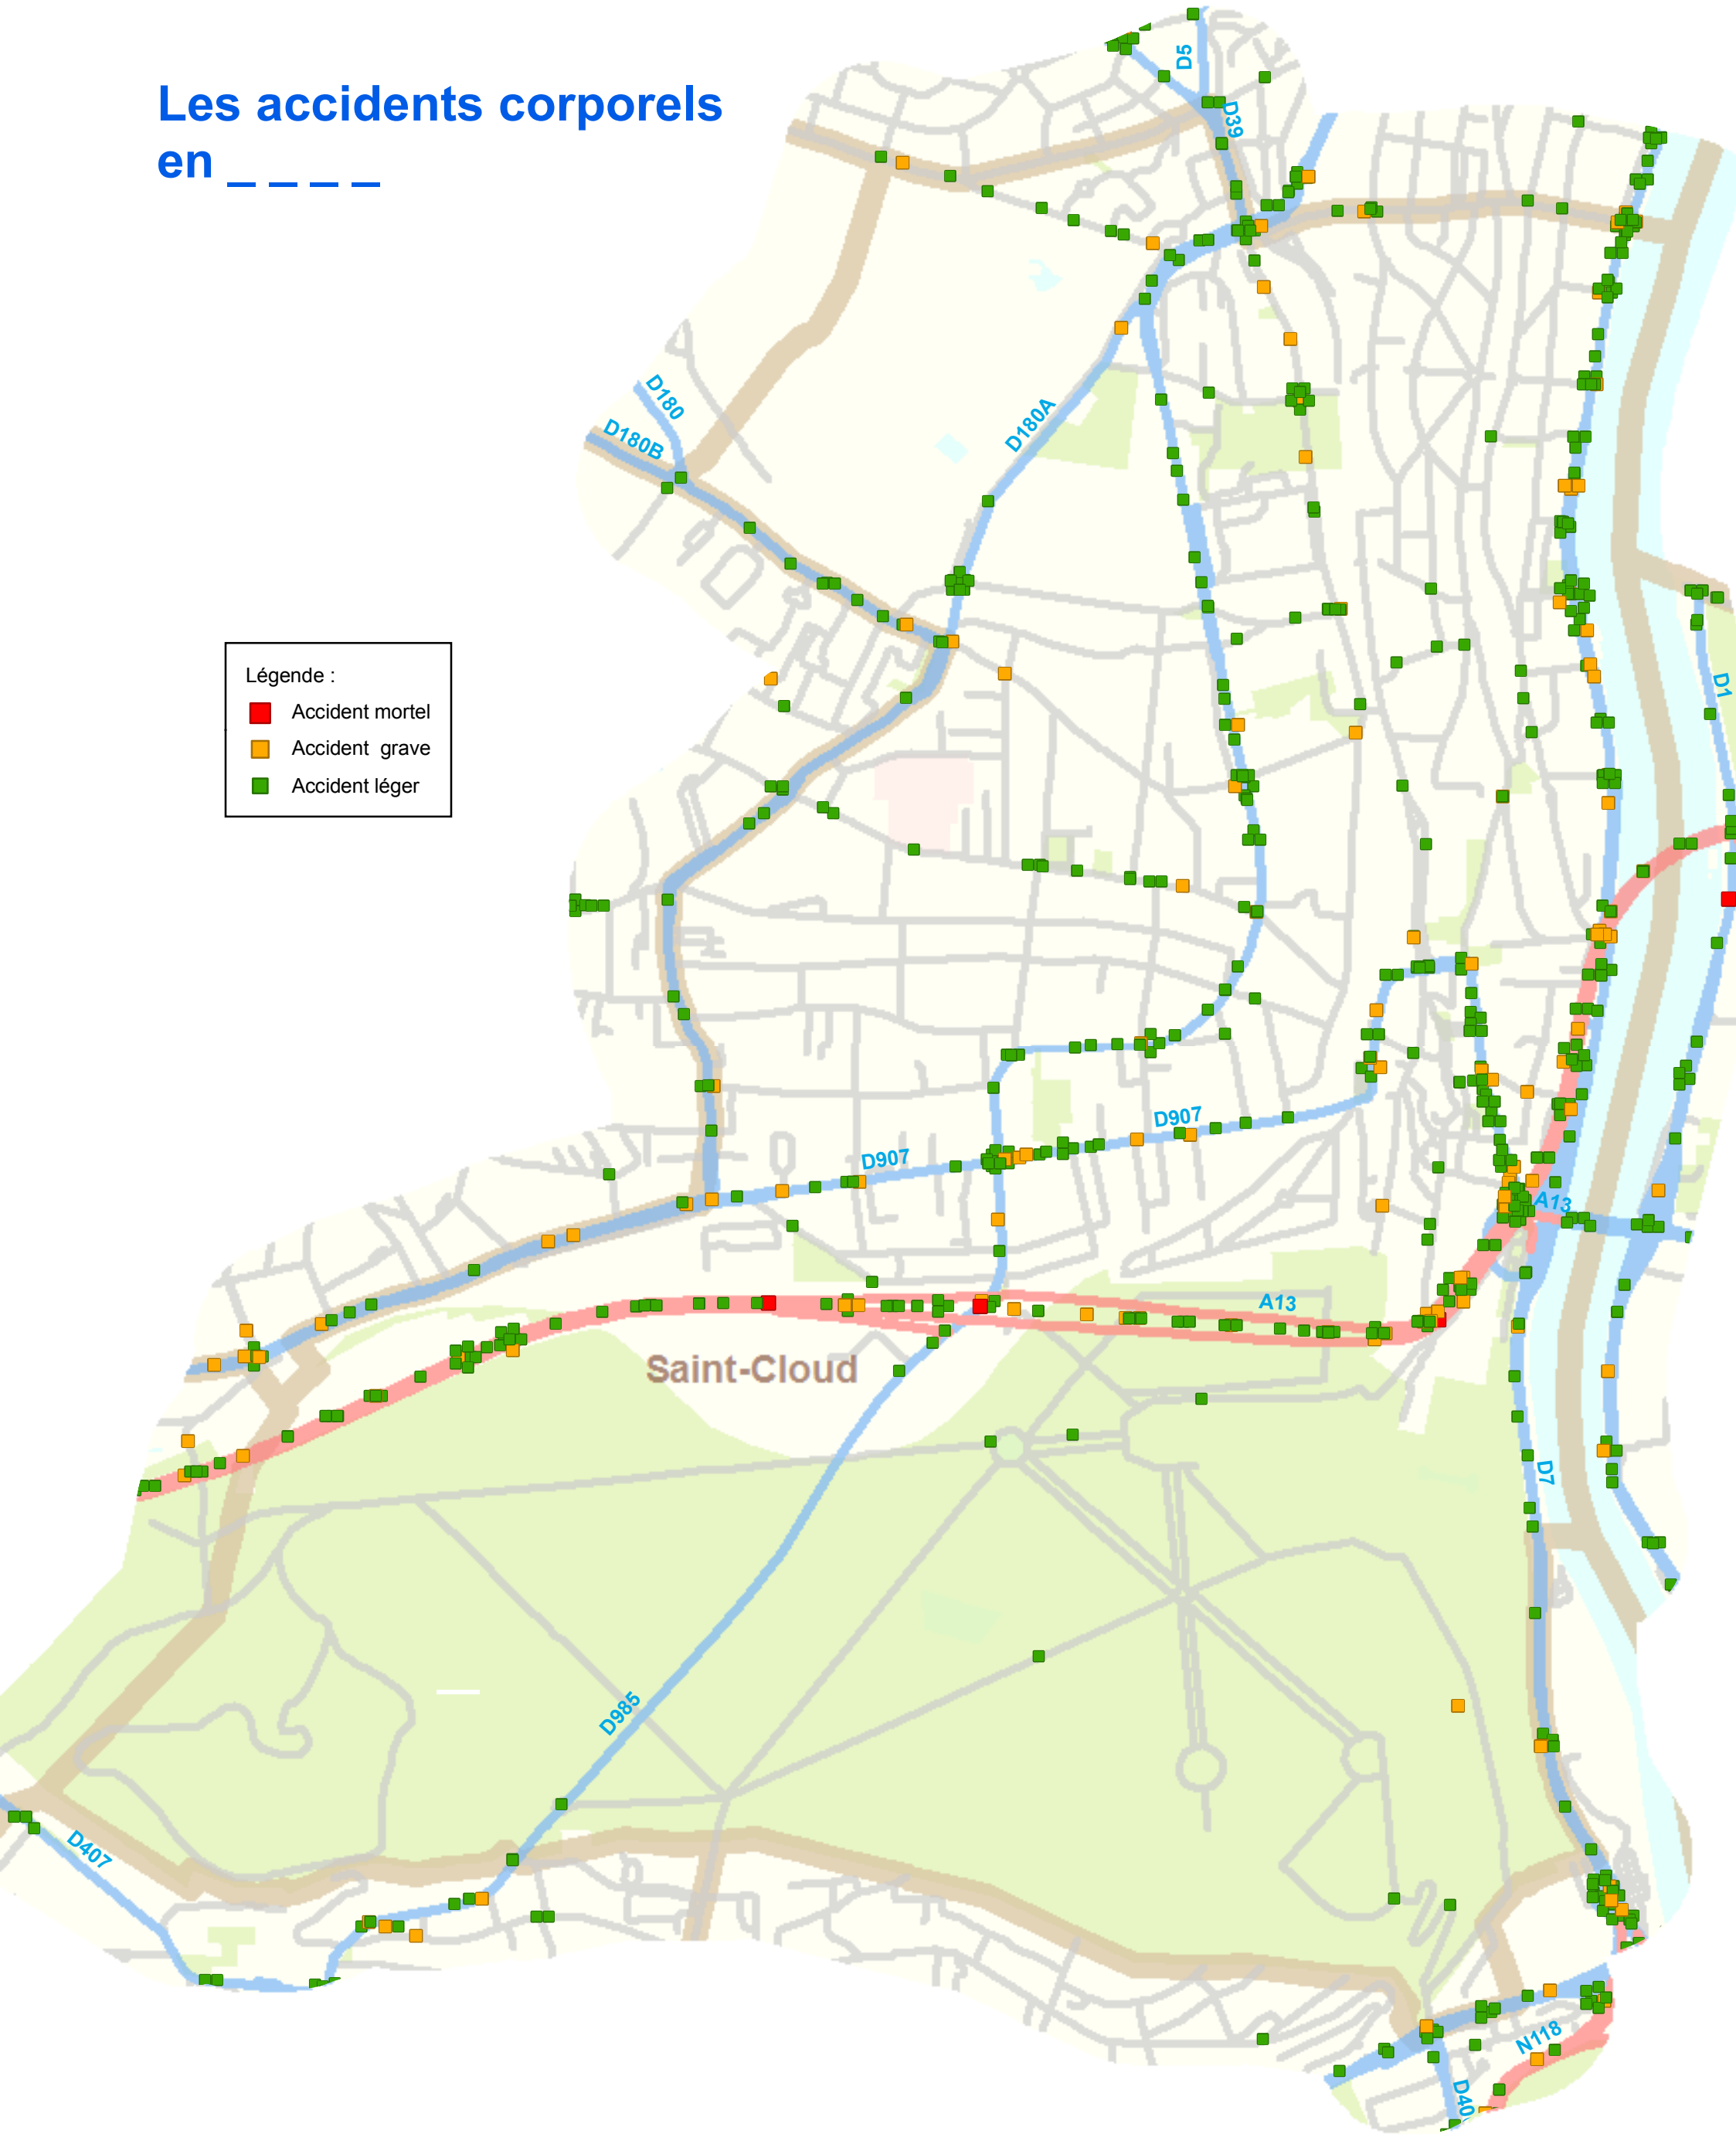 Les accidents corporels
en _ _ _ _
D5
D39
D180
D180B
D180A
Légende :
Accident mortel
Accident grave
Accident léger
D1
D907
D907
A13
A13
Saint-Cloud
D7
D985
D407
N118
D40